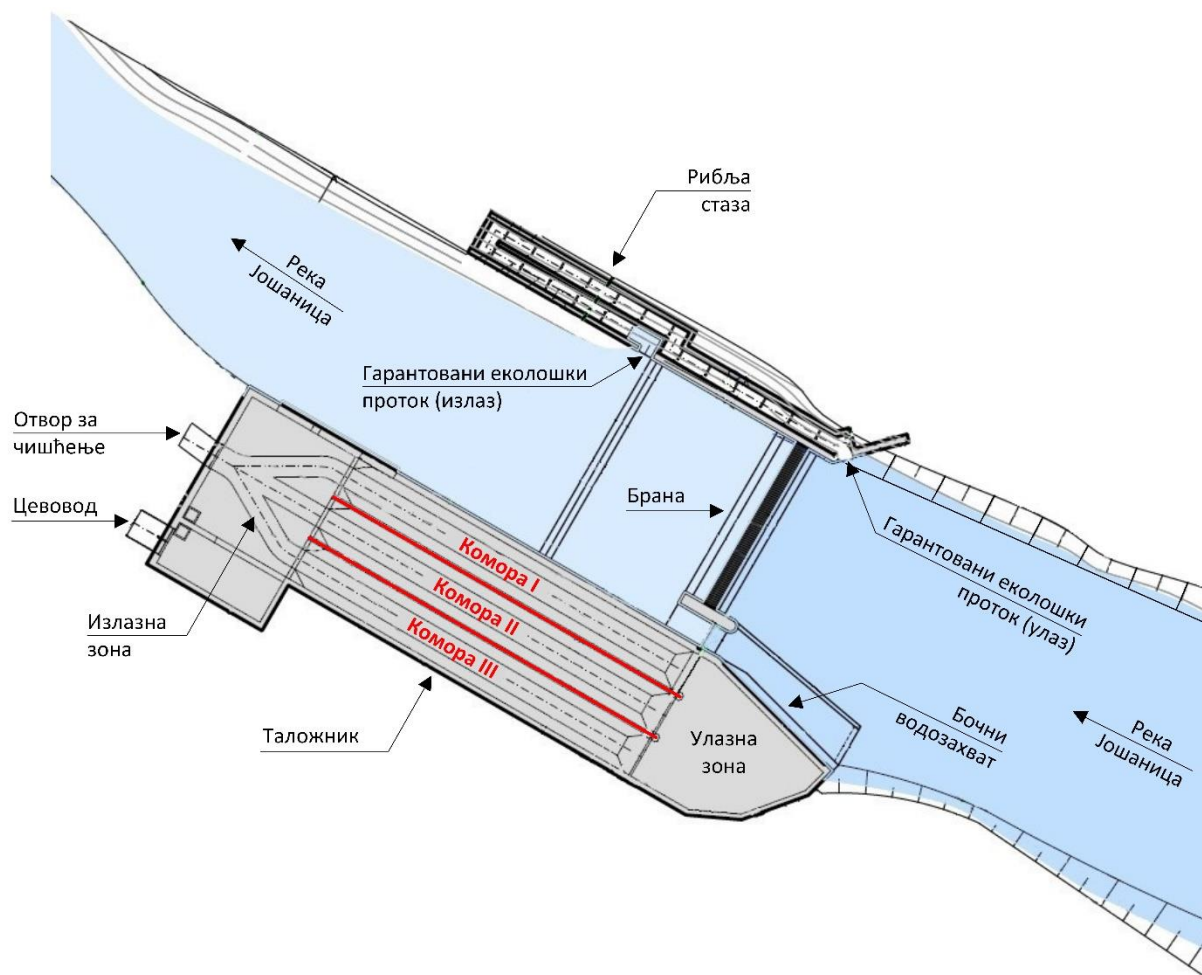 Рибља
стаза
Река
Јошаница
Гарантовани еколошки
проток (излаз)
Отвор за
чишћење
Цевовод
Брана
Гарантовани еколошки
проток (улаз)
Комора I
Комора II
Комора III
Излазна
зона
Таложник
Улазна
зона
Бочни
водозахват
Река
Јошаница